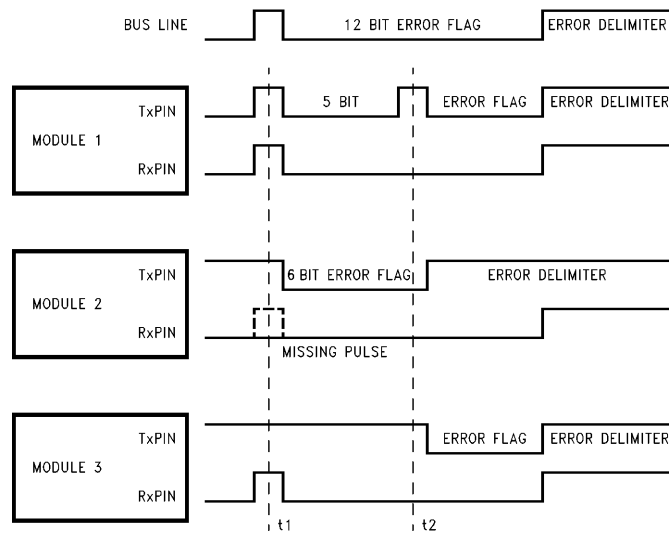 BUS LINE 12 BIT ERROR FLAG ERROR DELIMITER
TxPIN 5 BIT ERROR FLAG ERROR DELIMITER
MODULE 1
RxPIN
TxPIN 6 BIT ERROR FLAG ERROR DELIMITER
MODULE 2
RxPIN
MISSING PULSE
TxPIN ERROR FLAG ERROR DELIMITER
MODULE 3
RxPIN
t1 t2